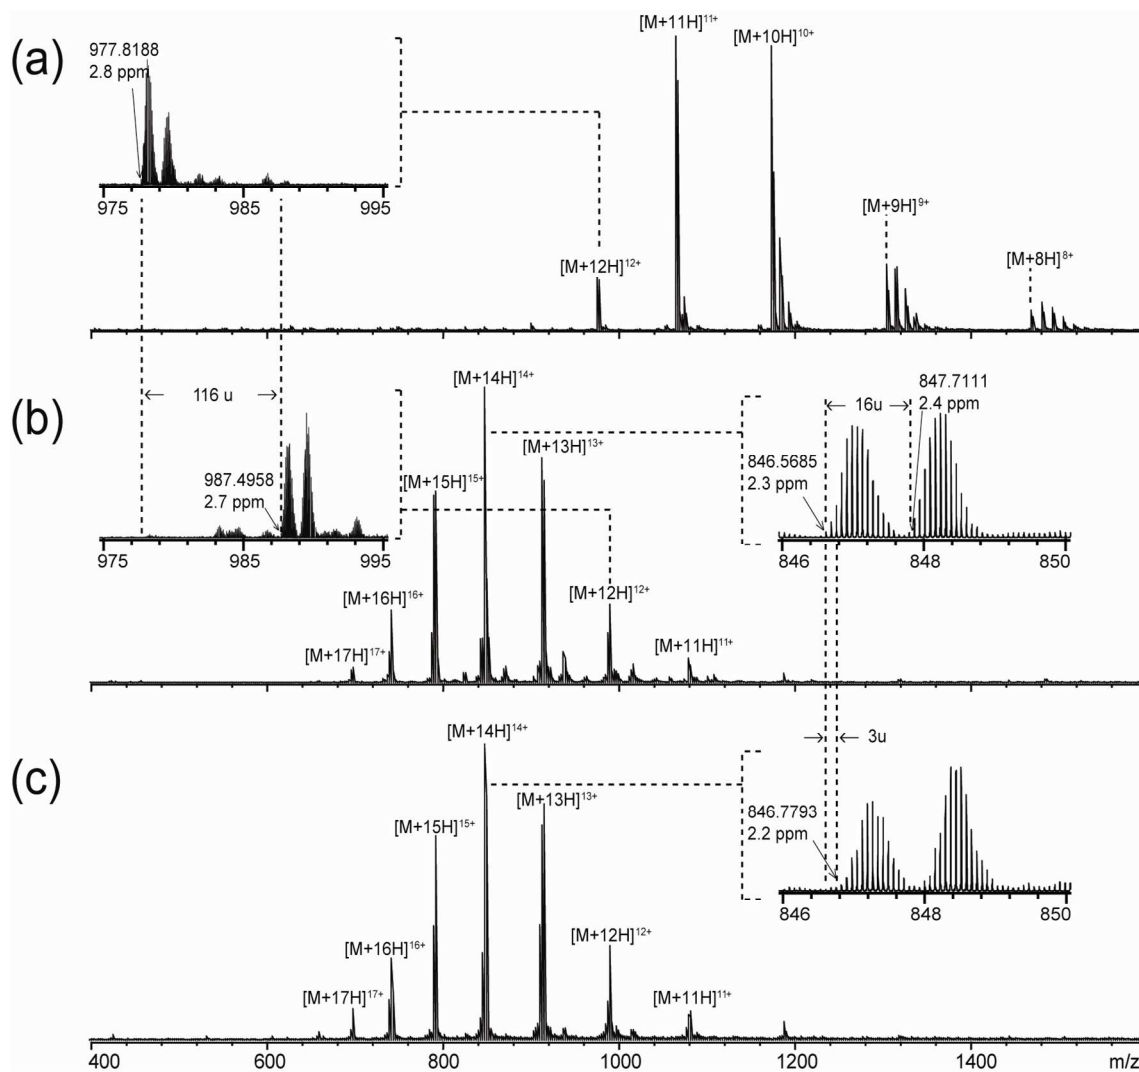 (a)
977.8188
2.8 ppm
975 985 995
[M+12H]12+
[M+11H]11+
[M+10H]10+
[M+9H]9+
[M+8H]8+
(b)
116 u
987.4958
2.7 ppm
975 985 995
[M+17H]17+
[M+16H]16+
[M+15H]15+
[M+14H]14+
[M+13H]13+
[M+12H]12+
[M+11H]11+
846.5685
2.3 ppm
16u
847.7111
2.4 ppm
846 848 850
(c)
[M+17H]17+
[M+16H]16+
[M+15H]15+
[M+14H]14+
[M+13H]13+
[M+12H]12+
[M+11H]11+
3u
846.7793
2.2 ppm
846 848 850
400 600 800 1000 1200 1400 m/z